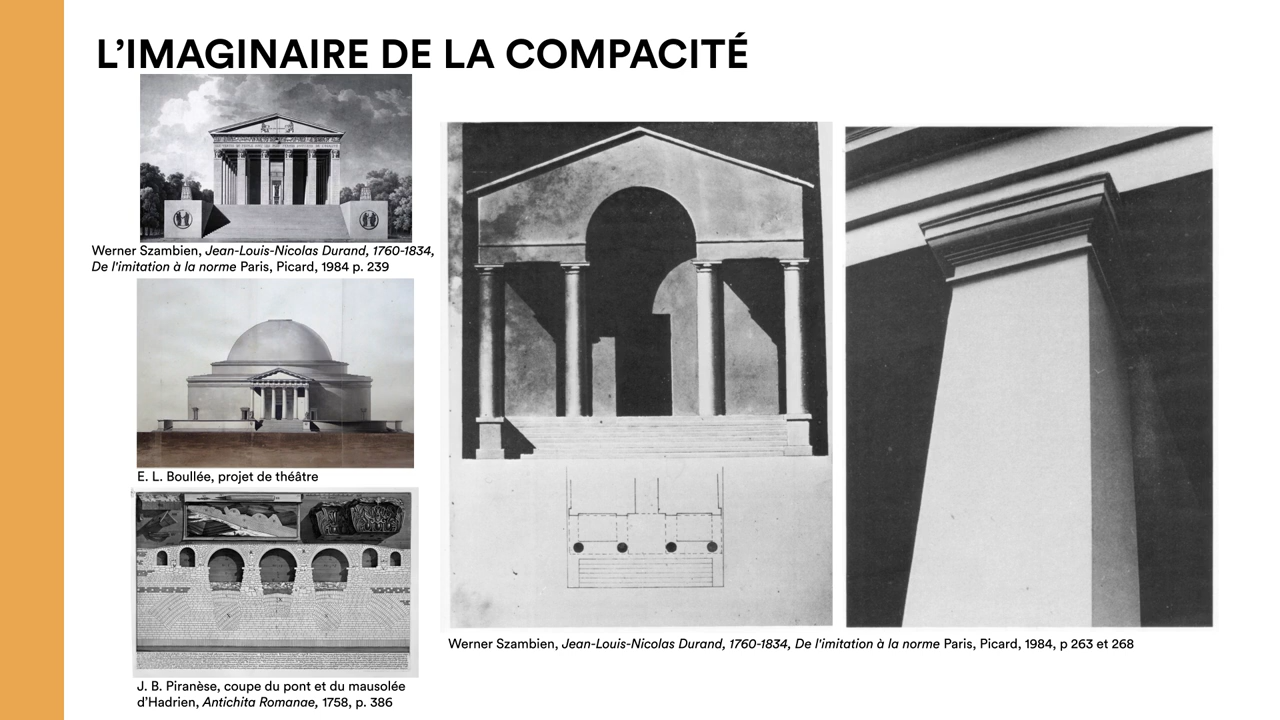 L'IMAGINAIRE DE LA COMPACITÉ
Werner Szambien, Jean-Louis-Nicolas Durand, 1760-1834,
De l'imitation à la norme Paris, Picard, 1984 p. 239
E. L. Boullée, projet de théâtre
J. B. Piranèse, coupe du pont et du mausolée
d'Hadrien, Antichita Romanae, 1758, p. 386
Werner Szambien, Jean-Louis-Nicolas Durand, 1760-1834, De l'imitation à la norme Paris, Picard, 1984, p 263 et 268